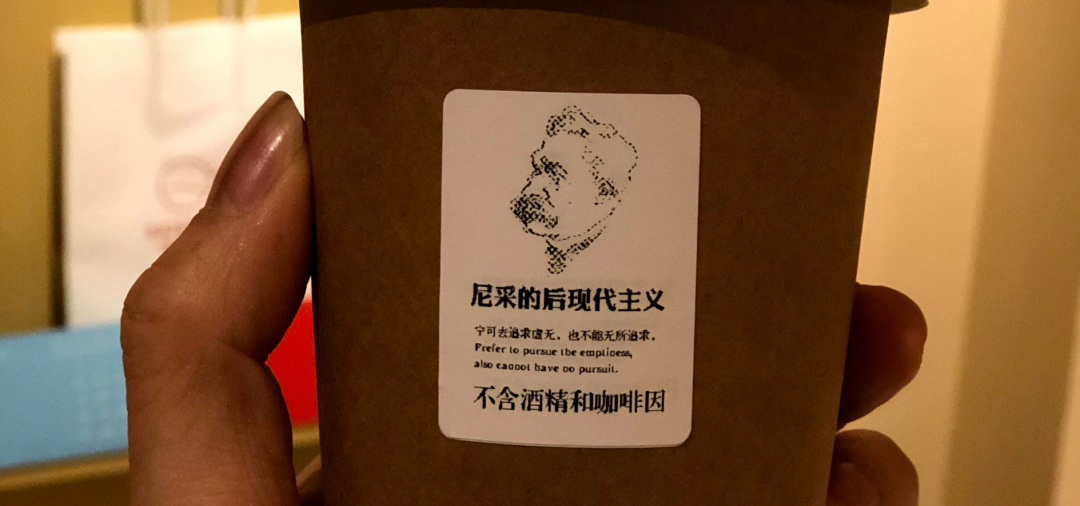 尼采的后现代主义
宁可去追求虚无，也不能无所追求。
Prefer to pursue the emptiness,
also cannot have no pursuit.
不含酒精和咖啡因